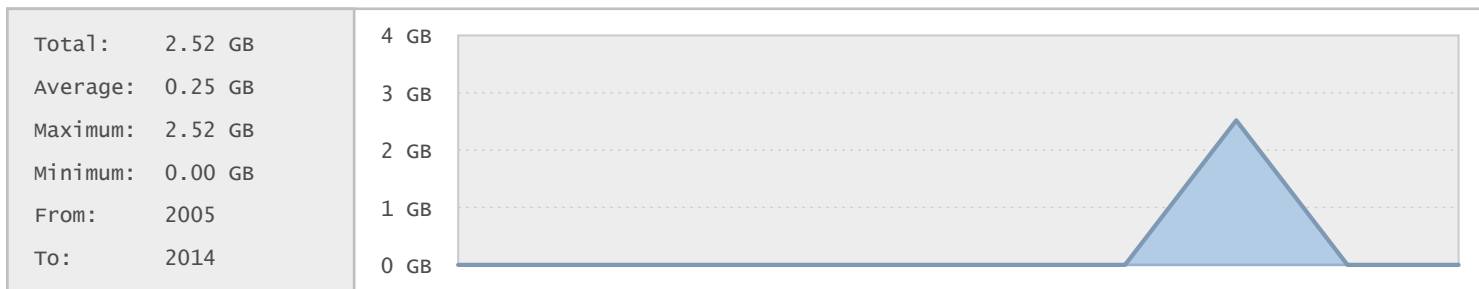 Total: 2.52 GB
Average: 0.25 GB
Maximum: 2.52 GB
Minimum: 0.00 GB
From: 2005
To: 2014
4 GB
3 GB
2 GB
1 GB
0 GB